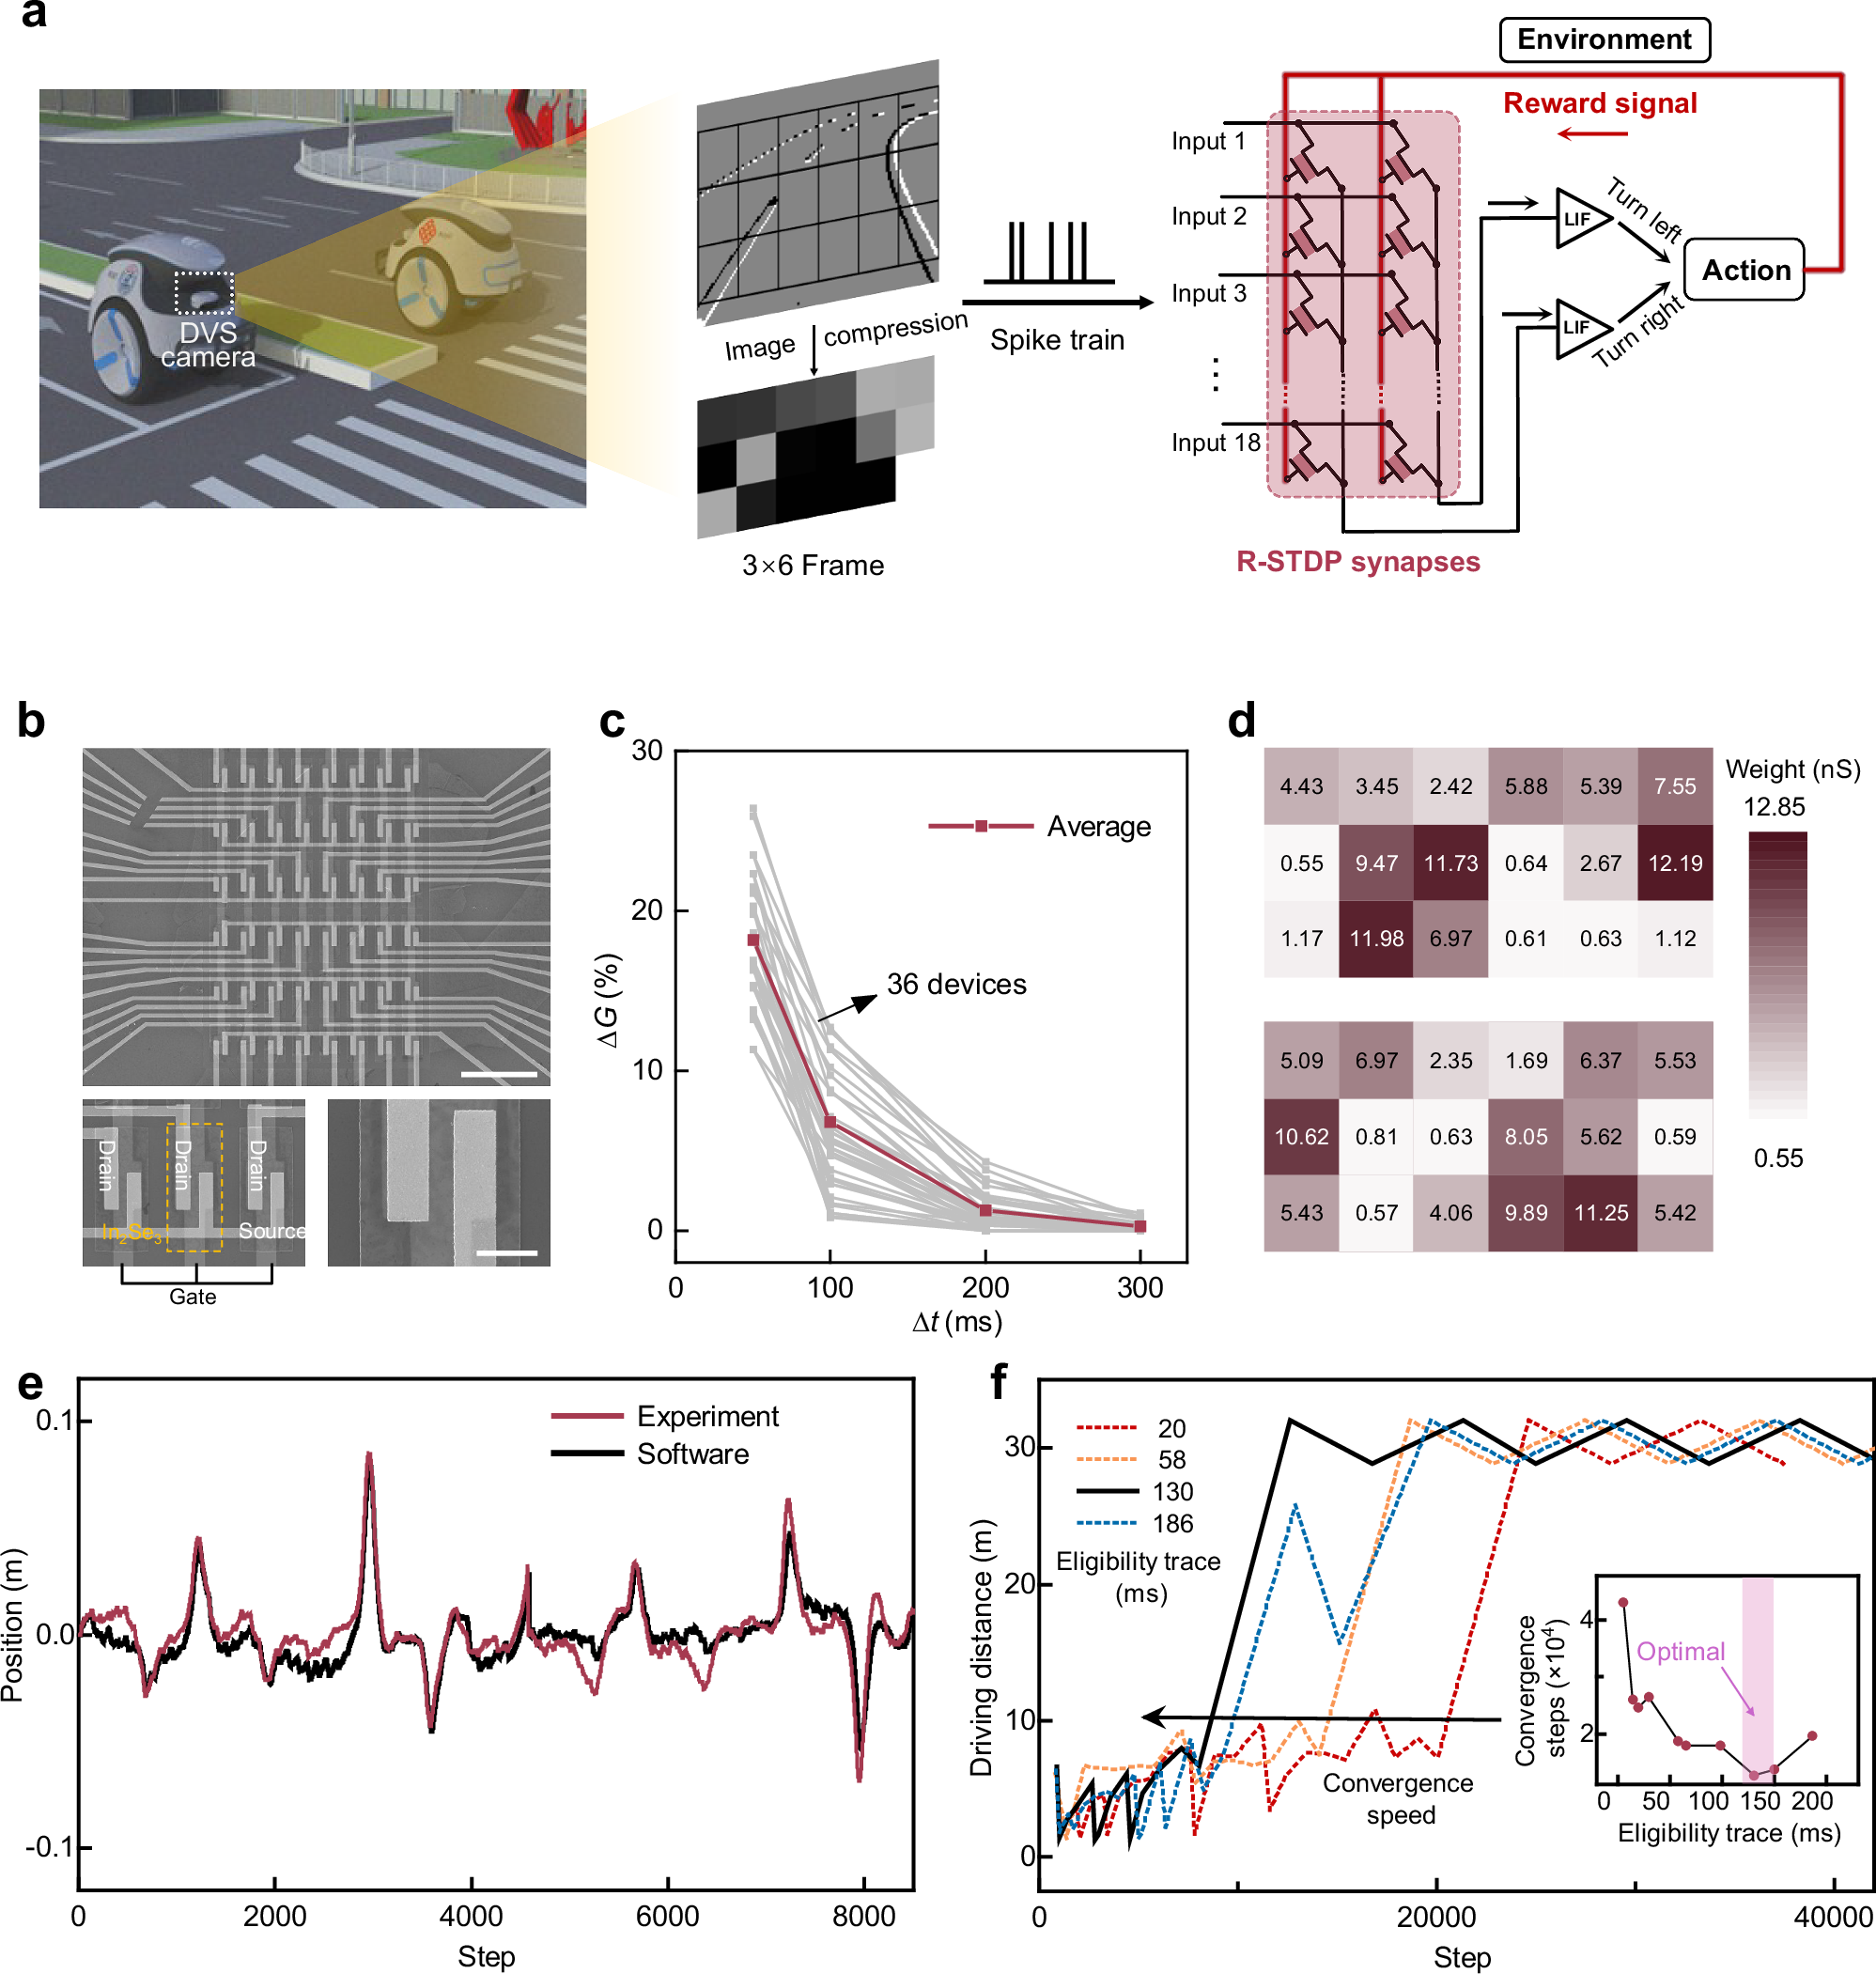 a
DVS
camera
Image compression
3×6 Frame
Spike train
Input 1
Input 2
Input 3
⋮
Input 18
R-STDP synapses
Environment
Reward signal
LIF
LIF
Turn left
Turn right
Action
b
Drain
Drain
Drain
In2Se3
Source
Gate
c
30
20
10
0
ΔG (%)
Average
36 devices
0 100 200 300
Δt (ms)
d
4.43 3.45 2.42 5.88 5.39 7.55
0.55 9.47 11.73 0.64 2.67 12.19
1.17 11.98 6.97 0.61 0.63 1.12
5.09 6.97 2.35 1.69 6.37 5.53
10.62 0.81 0.63 8.05 5.62 0.59
5.43 0.57 4.06 9.89 11.25 5.42
Weight (nS)
12.85
0.55
e
0.1
0.0
-0.1
Position (m)
Experiment
Software
0 2000 4000 6000 8000
Step
f
30
20
10
0
Driving distance (m)
20
58
130
186
Eligibility trace
(ms)
Convergence
speed
Convergence
steps (×10⁴)
4
2
Optimal
0 50 100 150 200
Eligibility trace (ms)
0 20000 40000
Step